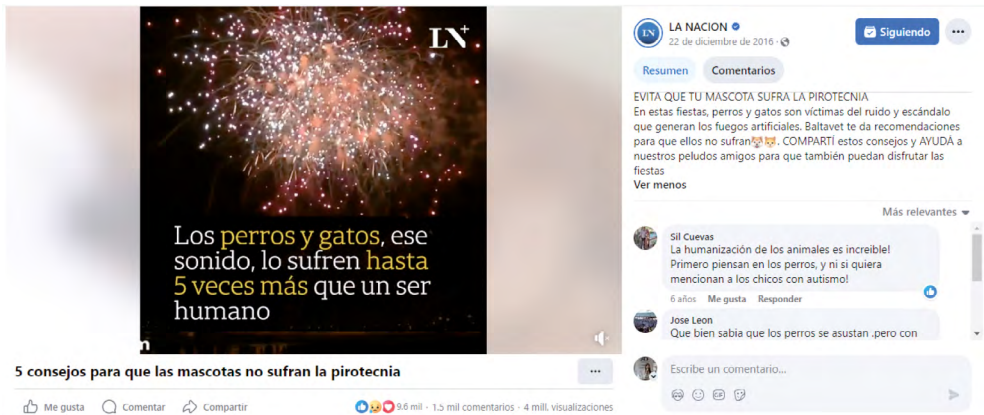 LN+
Los perros y gatos, ese
sonido, lo sufren hasta
5 veces más que un ser
humano
5 consejos para que las mascotas no sufran la pirotecnia
Me gusta Comentar Compartir 9.6 mil · 1.5 mil comentarios · 4 mill. visualizaciones
LN
LA NACION
22 de diciembre de 2016 ·
Siguiendo
Resumen Comentarios
EVITA QUE TU MASCOTA SUFRA LA PIROTECNIA
En estas fiestas, perros y gatos son víctimas del ruido y escándalo
que generan los fuegos artificiales. Baltavet te da recomendaciones
para que ellos no sufran🐶🐱. COMPARTÍ estos consejos y AYUDÁ a
nuestros peludos amigos para que también puedan disfrutar las
fiestas
Ver menos
Más relevantes
Sil Cuevas
La humanización de los animales es increible!
Primero piensan en los perros, y ni si quiera
mencionan a los chicos con autismo!
6 años Me gusta Responder
Jose Leon
Que bien sabia que los perros se asustan .pero con
Escribe un comentario...
GIF